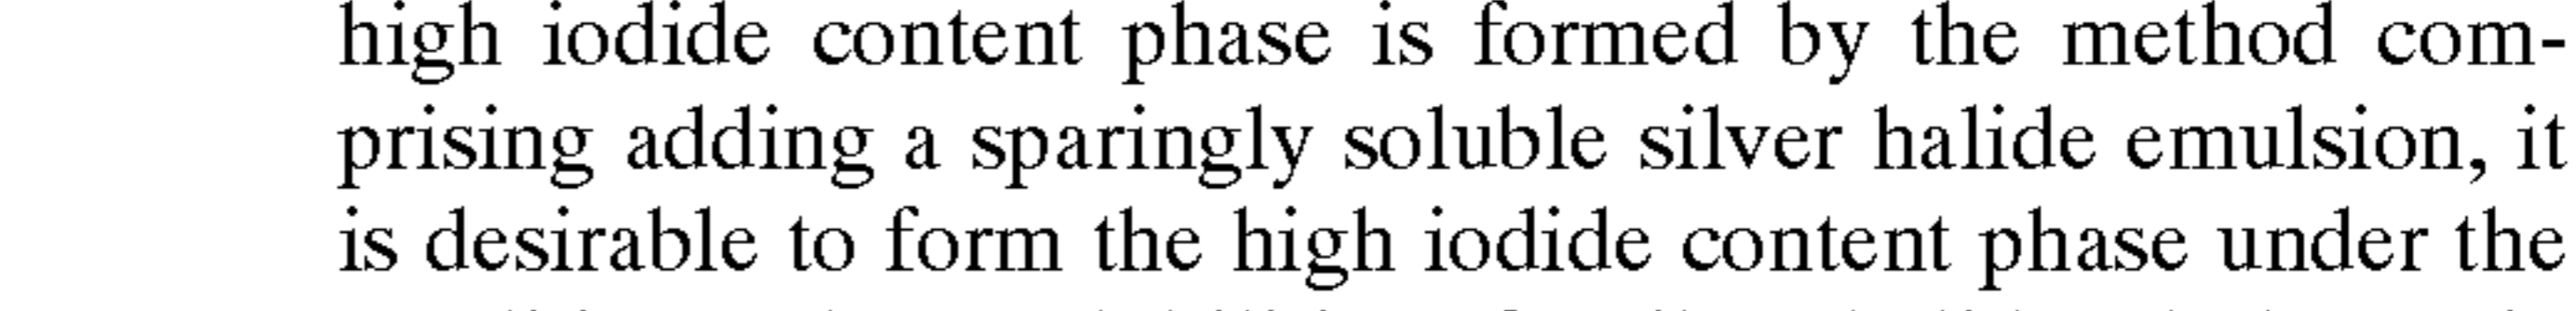 high iodide content phase is formed by the method com-
prising adding a sparingly soluble silver halide emulsion, it
is desirable to form the high iodide content phase under the